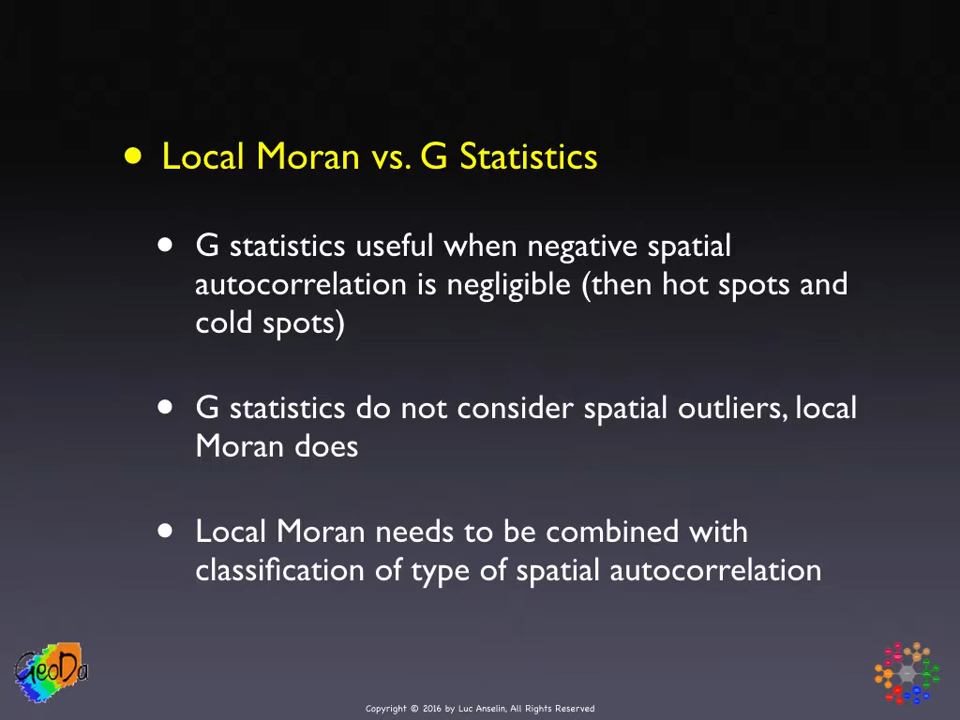 • Local Moran vs. G Statistics
• G statistics useful when negative spatial
autocorrelation is negligible (then hot spots and
cold spots)
• G statistics do not consider spatial outliers, local
Moran does
• Local Moran needs to be combined with
classification of type of spatial autocorrelation
GeoDa
Copyright © 2016 by Luc Anselin, All Rights Reserved